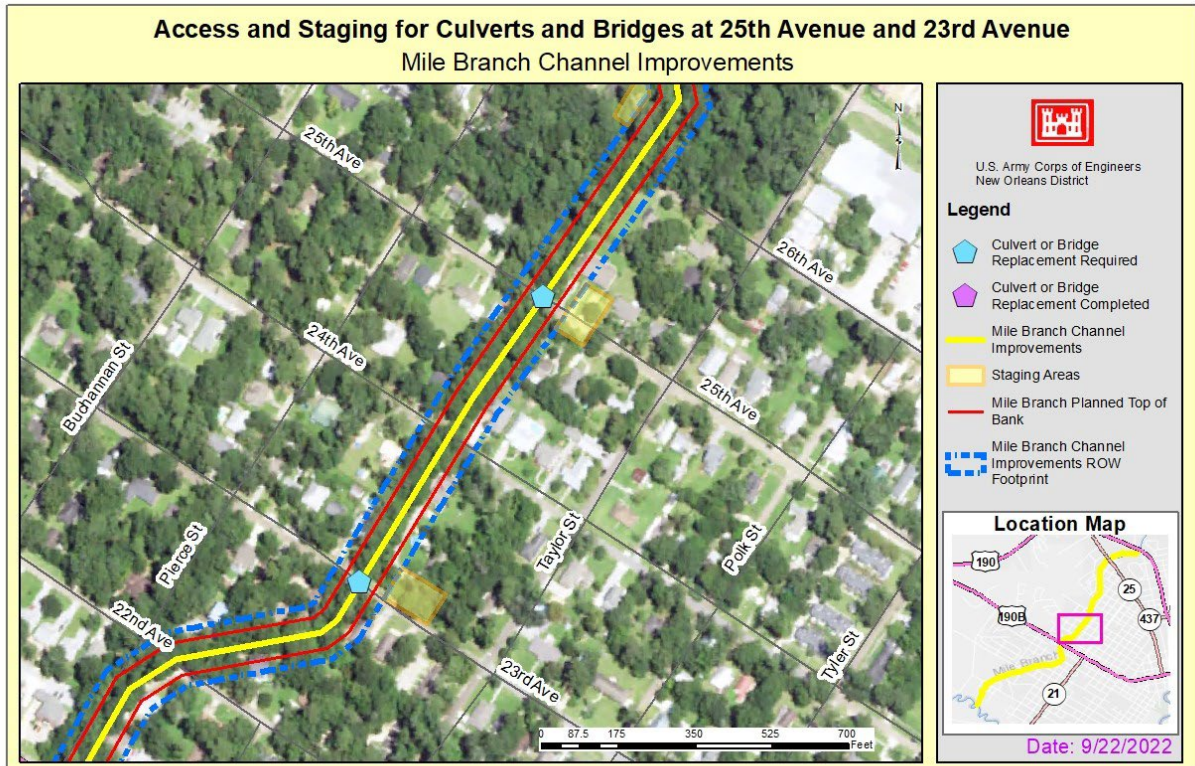 Access and Staging for Culverts and Bridges at 25th Avenue and 23rd Avenue
Mile Branch Channel Improvements
25th Ave
26th Ave
24th Ave
Buchannan St
25th Ave
Pierce St
Taylor St
Polk St
22nd Ave
23rd Ave
Tyler St
N
0 87.5 175 350 525 700
Feet
U.S. Army Corps of Engineers
New Orleans District
Legend
Culvert or Bridge
Replacement Required
Culvert or Bridge
Replacement Completed
Mile Branch Channel
Improvements
Staging Areas
Mile Branch Planned Top of
Bank
Mile Branch Channel
Improvements ROW
Footprint
Location Map
190
25
190B
437
Mile Branch
21
Date: 9/22/2022